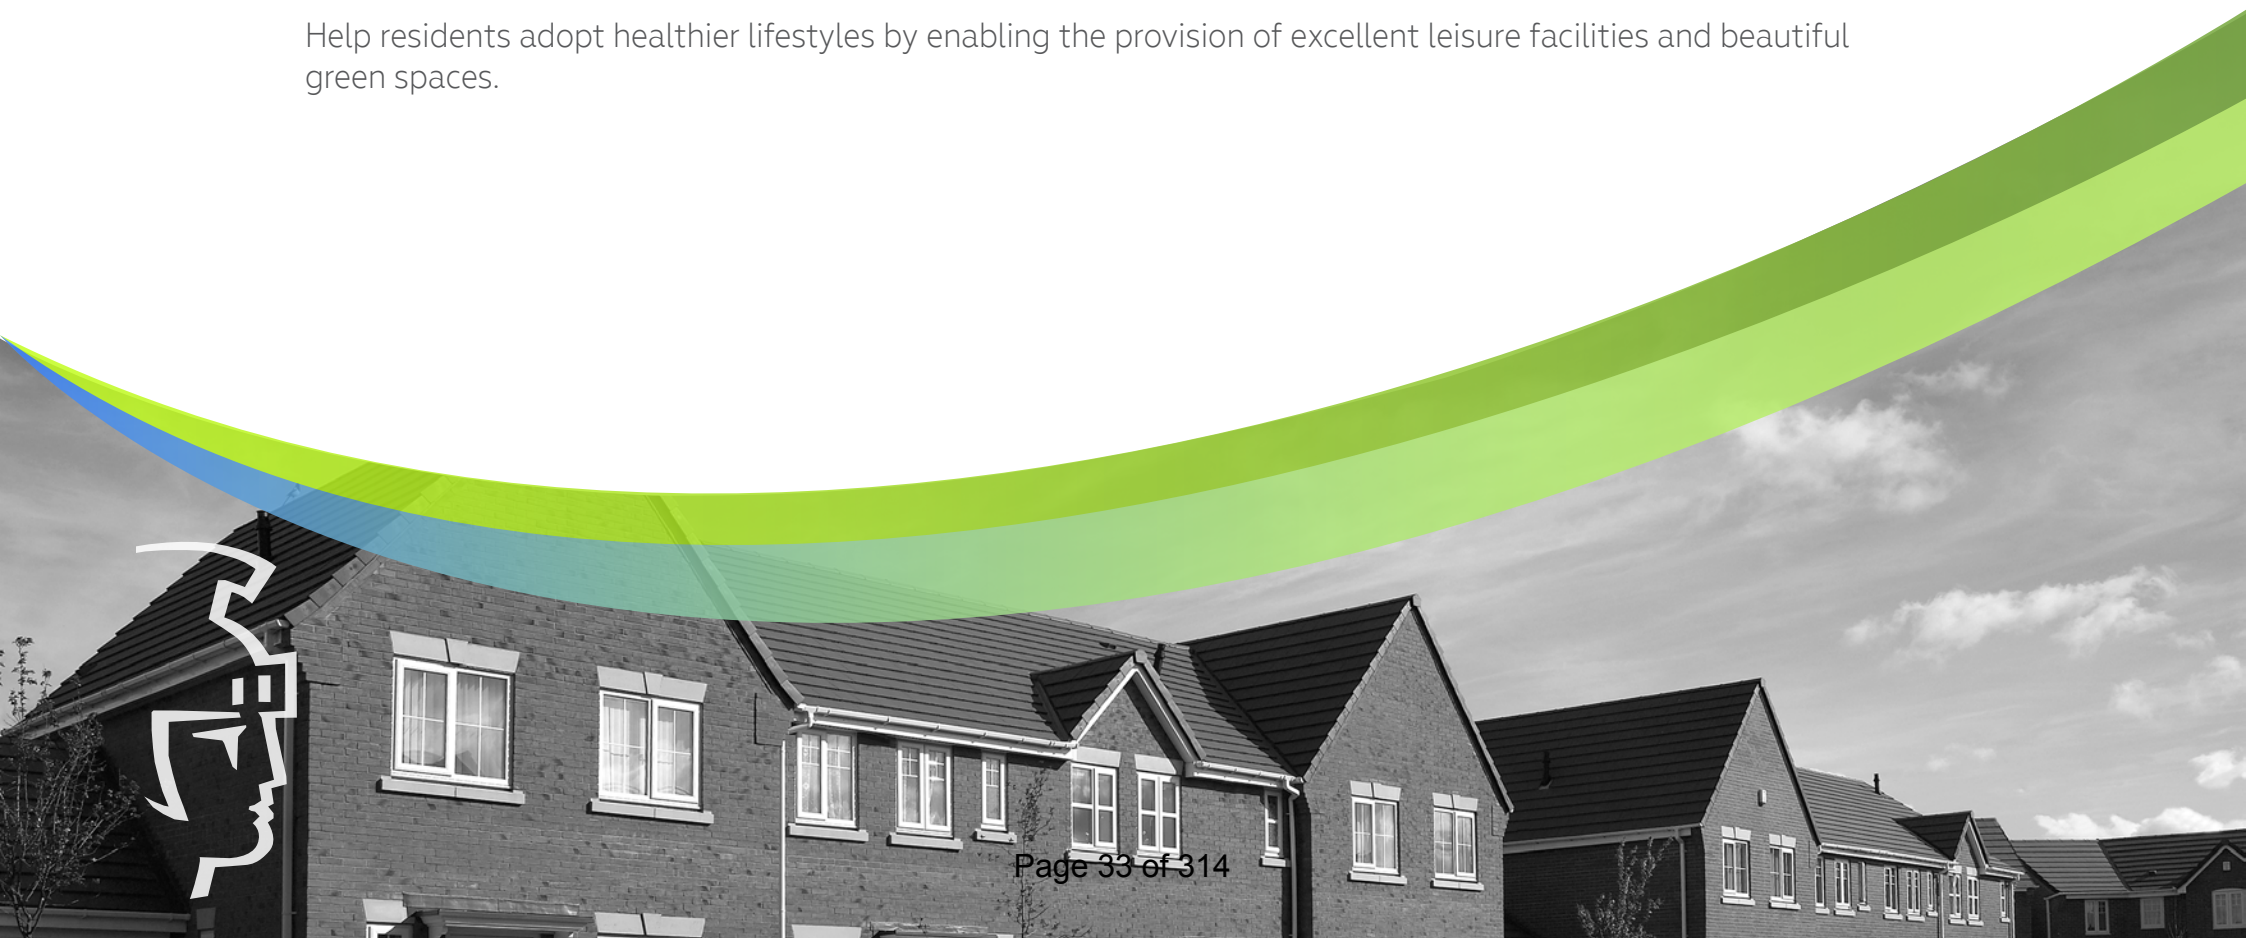 Help residents adopt healthier lifestyles by enabling the provision of excellent leisure facilities and beautiful
green spaces.
Page 33 of 314